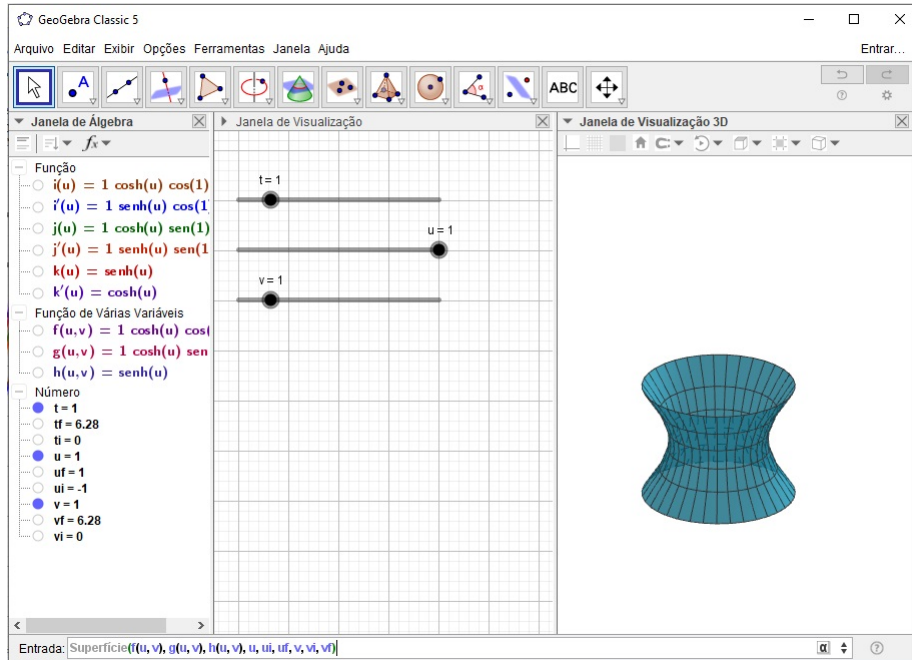 GeoGebra Classic 5
Arquivo Editar Exibir Opções Ferramentas Janela Ajuda Entrar...
ABC
Janela de Álgebra
Janela de Visualização
Janela de Visualização 3D
fx
Função
i(u) = 1 cosh(u) cos(1)
i′(u) = 1 senh(u) cos(1
j(u) = 1 cosh(u) sen(1)
j′(u) = 1 senh(u) sen(1
k(u) = senh(u)
k′(u) = cosh(u)
Função de Várias Variáveis
f(u,v) = 1 cosh(u) cos(
g(u,v) = 1 cosh(u) sen
h(u,v) = senh(u)
Número
t = 1
tf = 6.28
ti = 0
u = 1
uf = 1
ui = -1
v = 1
vf = 6.28
vi = 0
t = 1
u = 1
v = 1
Entrada: Superfície(f(u, v), g(u, v), h(u, v), u, ui, uf, v, vi, vf)
α